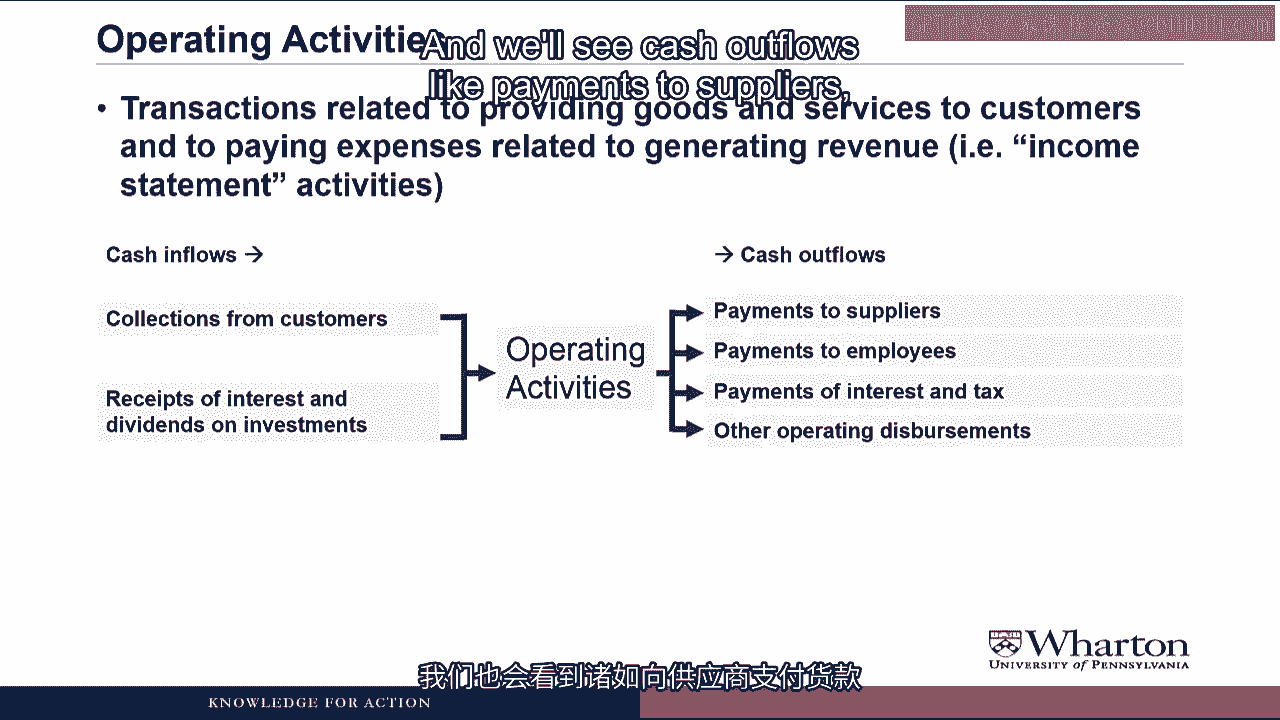 Operating Activitie
And we'll see cash outflows
like payments to suppliers,
• Transactions related to providing goods and services to customers
and to paying expenses related to generating revenue (i.e. “income
statement” activities)
Cash inflows →
→ Cash outflows
Collections from customers
Receipts of interest and
dividends on investments
Operating
Activities
Payments to suppliers
Payments to employees
Payments of interest and tax
Other operating disbursements
Wharton
UNIVERSITY of PENNSYLVANIA
我们也会看到诸如向供应商支付货款
KNOWLEDGE FOR ACTION